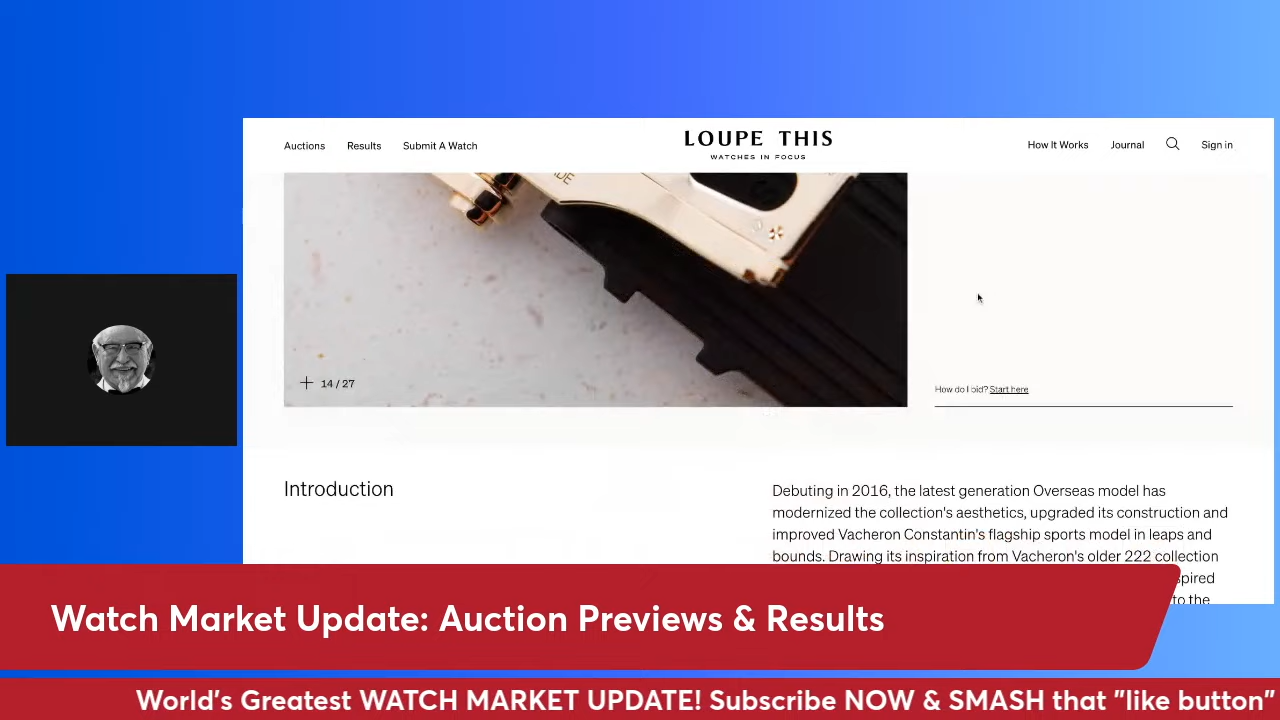 Auctions
Results
Submit A Watch
LOUPE THIS
WATCHES IN FOCUS
How It Works
Journal
Sign in
14 / 27
How do I bid? Start here
Introduction
Debuting in 2016, the latest generation Overseas model has
modernized the collection's aesthetics, upgraded its construction and
improved Vacheron Constantin's flagship sports model in leaps and
bounds. Drawing its inspiration from Vacheron's older 222 collection
to the
Watch Market Update: Auction Previews & Results
World's Greatest WATCH MARKET UPDATE! Subscribe NOW & SMASH that "like button"